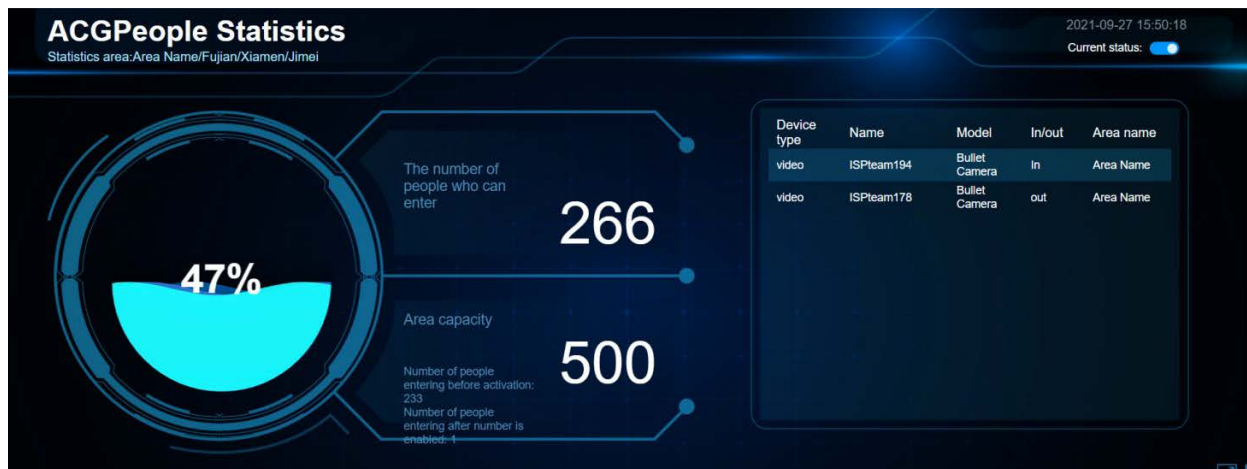 ACGPeople Statistics
Statistics area:Area Name/Fujian/Xiamen/Jimei
2021-09-27 15:50:18
Current status:
47%
The number of
people who can
enter
266
Area capacity
500
Number of people
entering before activation:
233
Number of people
entering after number is
enabled: 1
Device type Name Model In/out Area name
video ISPteam194 Bullet Camera In Area Name
video ISPteam178 Bullet Camera out Area Name